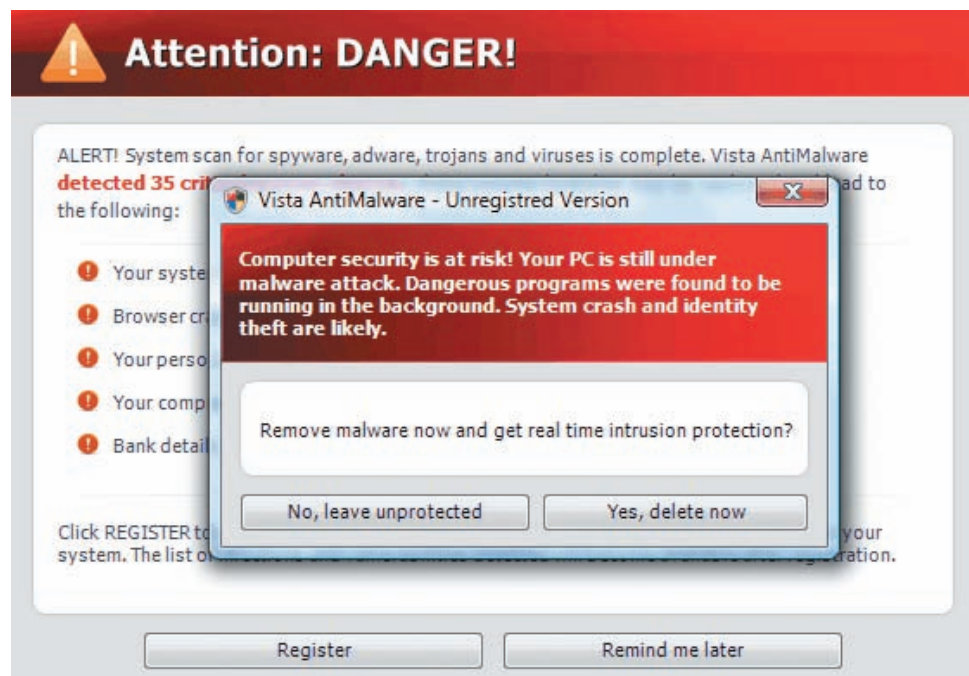 Attention: DANGER!
ALERT! System scan for spyware, adware, trojans and viruses is complete. Vista AntiMalware
detected 35 ad to
the following:
Vista AntiMalware - Unregistred Version
Computer security is at risk! Your PC is still under
malware attack. Dangerous programs were found to be
running in the background. System crash and identity
theft are likely.
Your syste
Browser cr
Your perso
Your comp
Bank detail
Remove malware now and get real time intrusion protection?
No, leave unprotected
Yes, delete now
Click REGISTER to your
system. The list registration.
Register
Remind me later